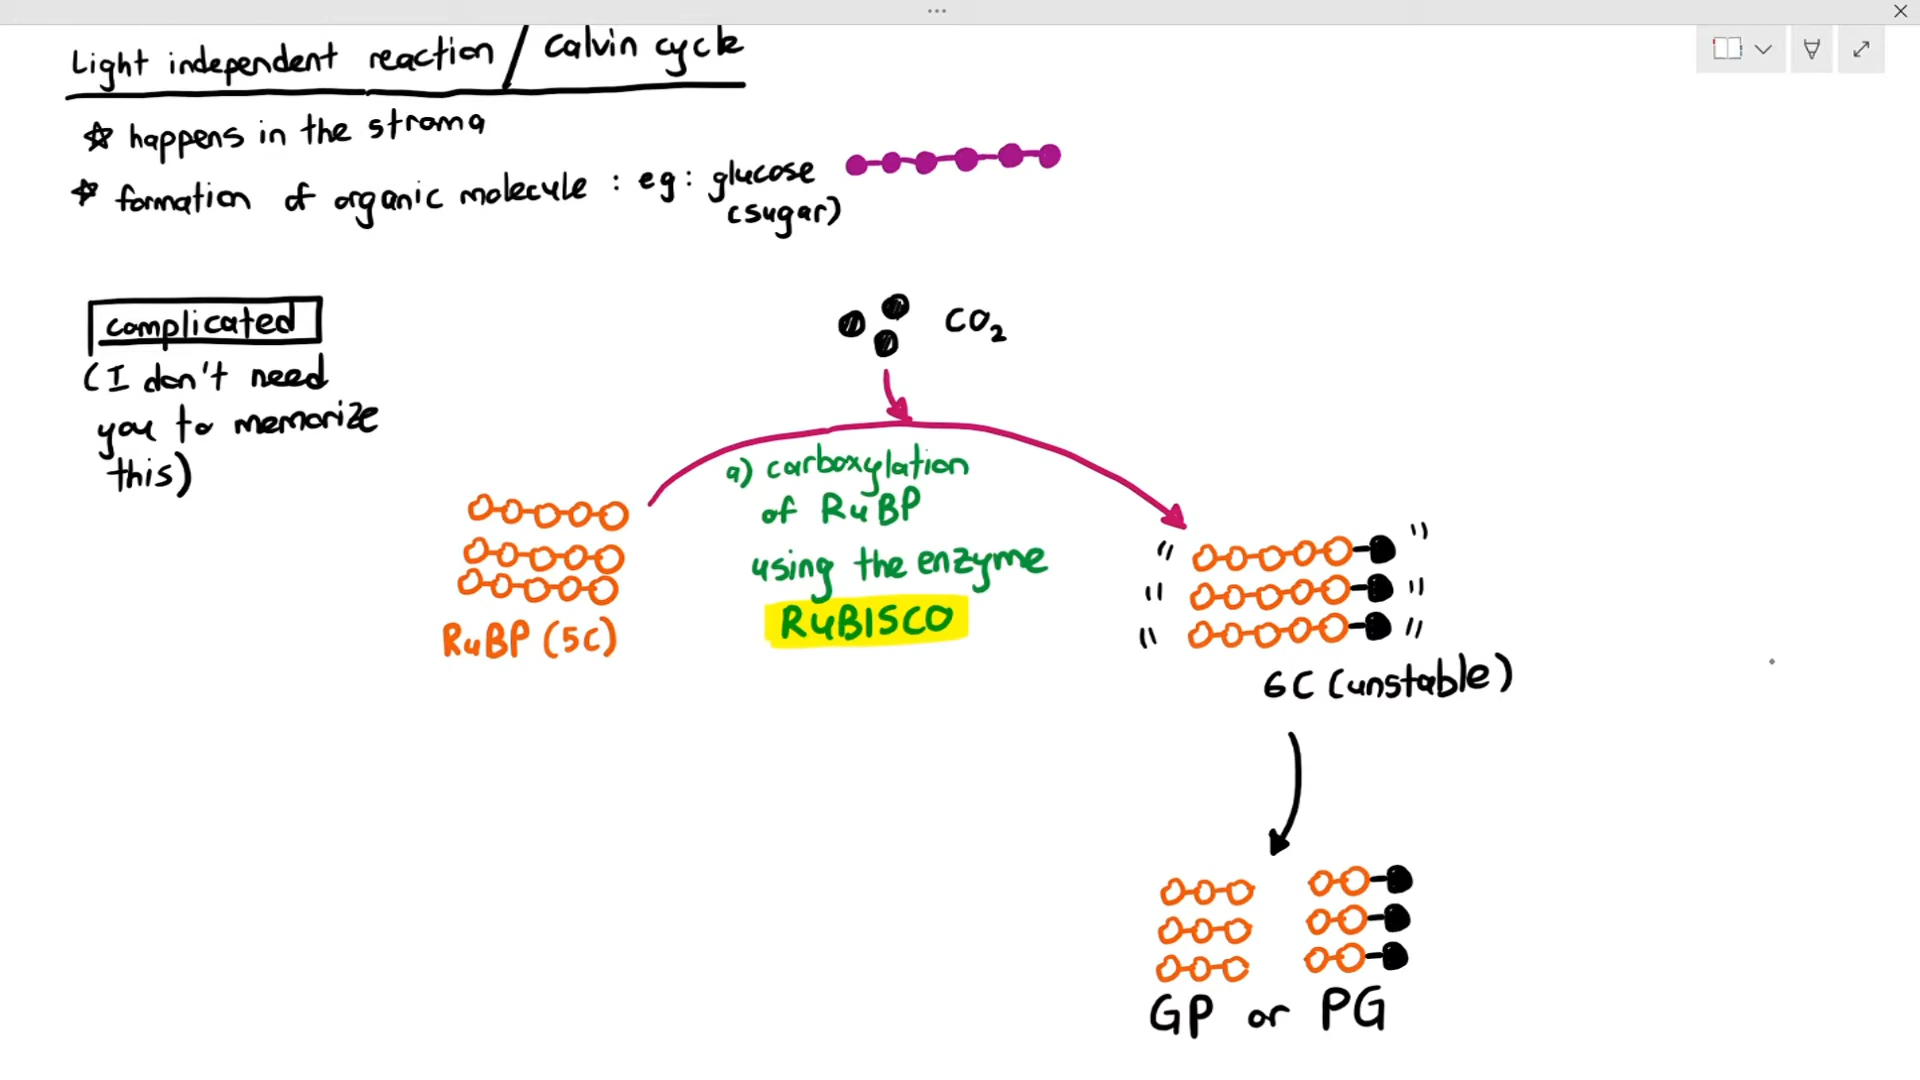 Light independent reaction / Calvin cycle
☆ happens in the stroma
☆ formation of organic molecule : eg : glucose
(sugar)
complicated
(I don't need
you to memorize
this)
CO₂
a) carboxylation
of RuBP
using the enzyme
RuBISCO
RuBP (5C)
6C (unstable)
GP or PG